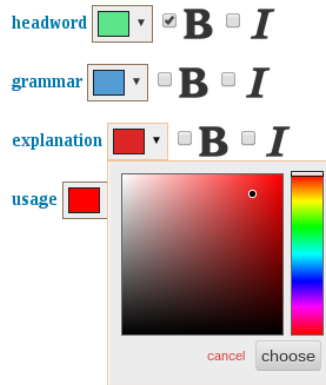 headword B I
grammar B I
explanation B I
usage
cancel choose